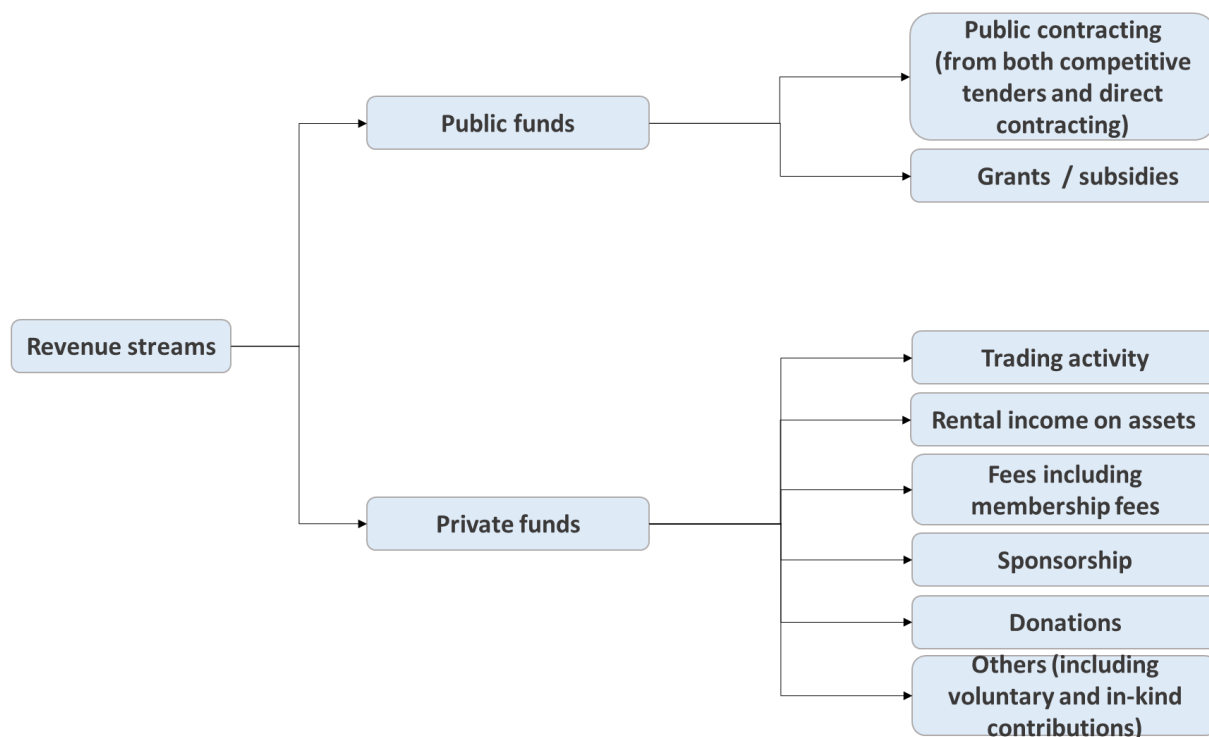 Public contracting
(from both competitive
tenders and direct
contracting)
Public funds
Grants / subsidies
Revenue streams
Trading activity
Rental income on assets
Fees including
membership fees
Private funds
Sponsorship
Donations
Others (including
voluntary and in-kind
contributions)